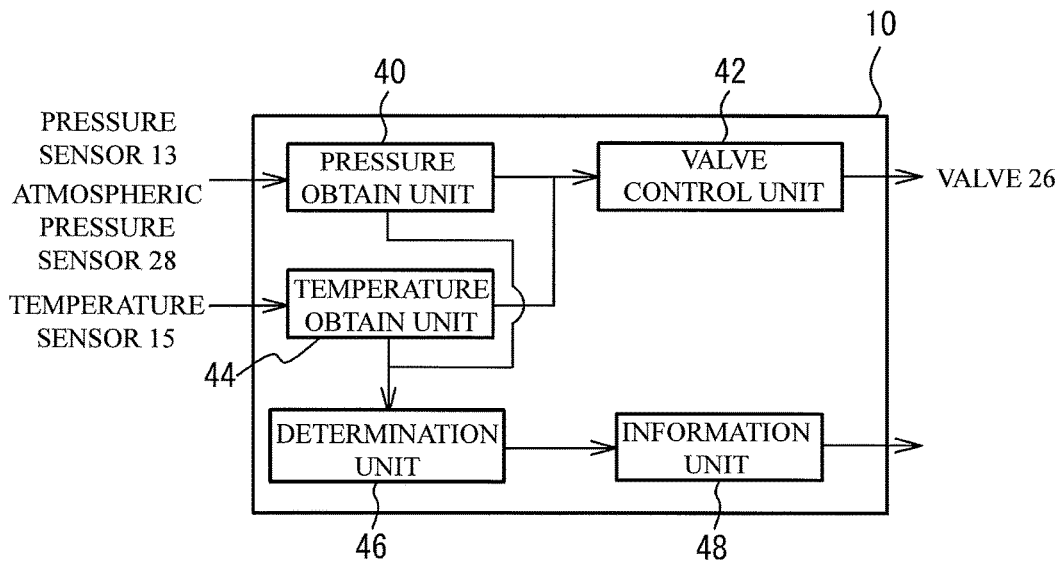 10
40
42
PRESSURE
SENSOR 13
ATMOSPHERIC
PRESSURE
SENSOR 28
TEMPERATURE
SENSOR 15
PRESSURE
OBTAIN UNIT
VALVE
CONTROL UNIT
VALVE 26
TEMPERATURE
OBTAIN UNIT
44
DETERMINATION
UNIT
INFORMATION
UNIT
46
48